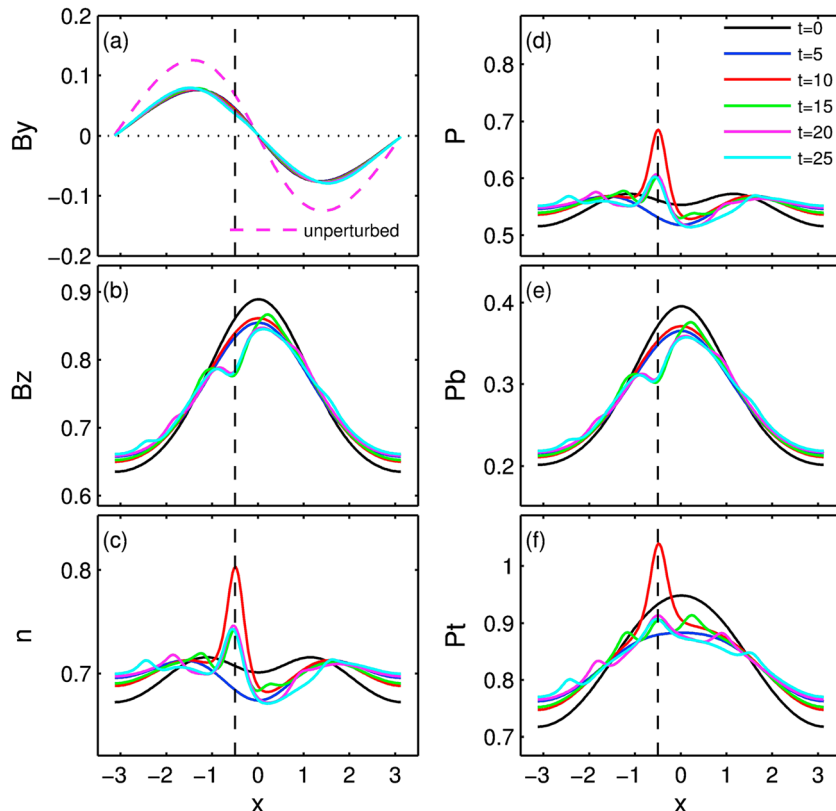 (a)
By
0.2
0.1
0
−0.1
−0.2
unperturbed
(d)
P
0.8
0.7
0.6
0.5
t=0
t=5
t=10
t=15
t=20
t=25
(b)
Bz
0.9
0.8
0.7
0.6
(e)
Pb
0.4
0.3
0.2
(c)
n
0.8
0.7
−3 −2 −1 0 1 2 3
x
(f)
Pt
1
0.9
0.8
0.7
−3 −2 −1 0 1 2 3
x